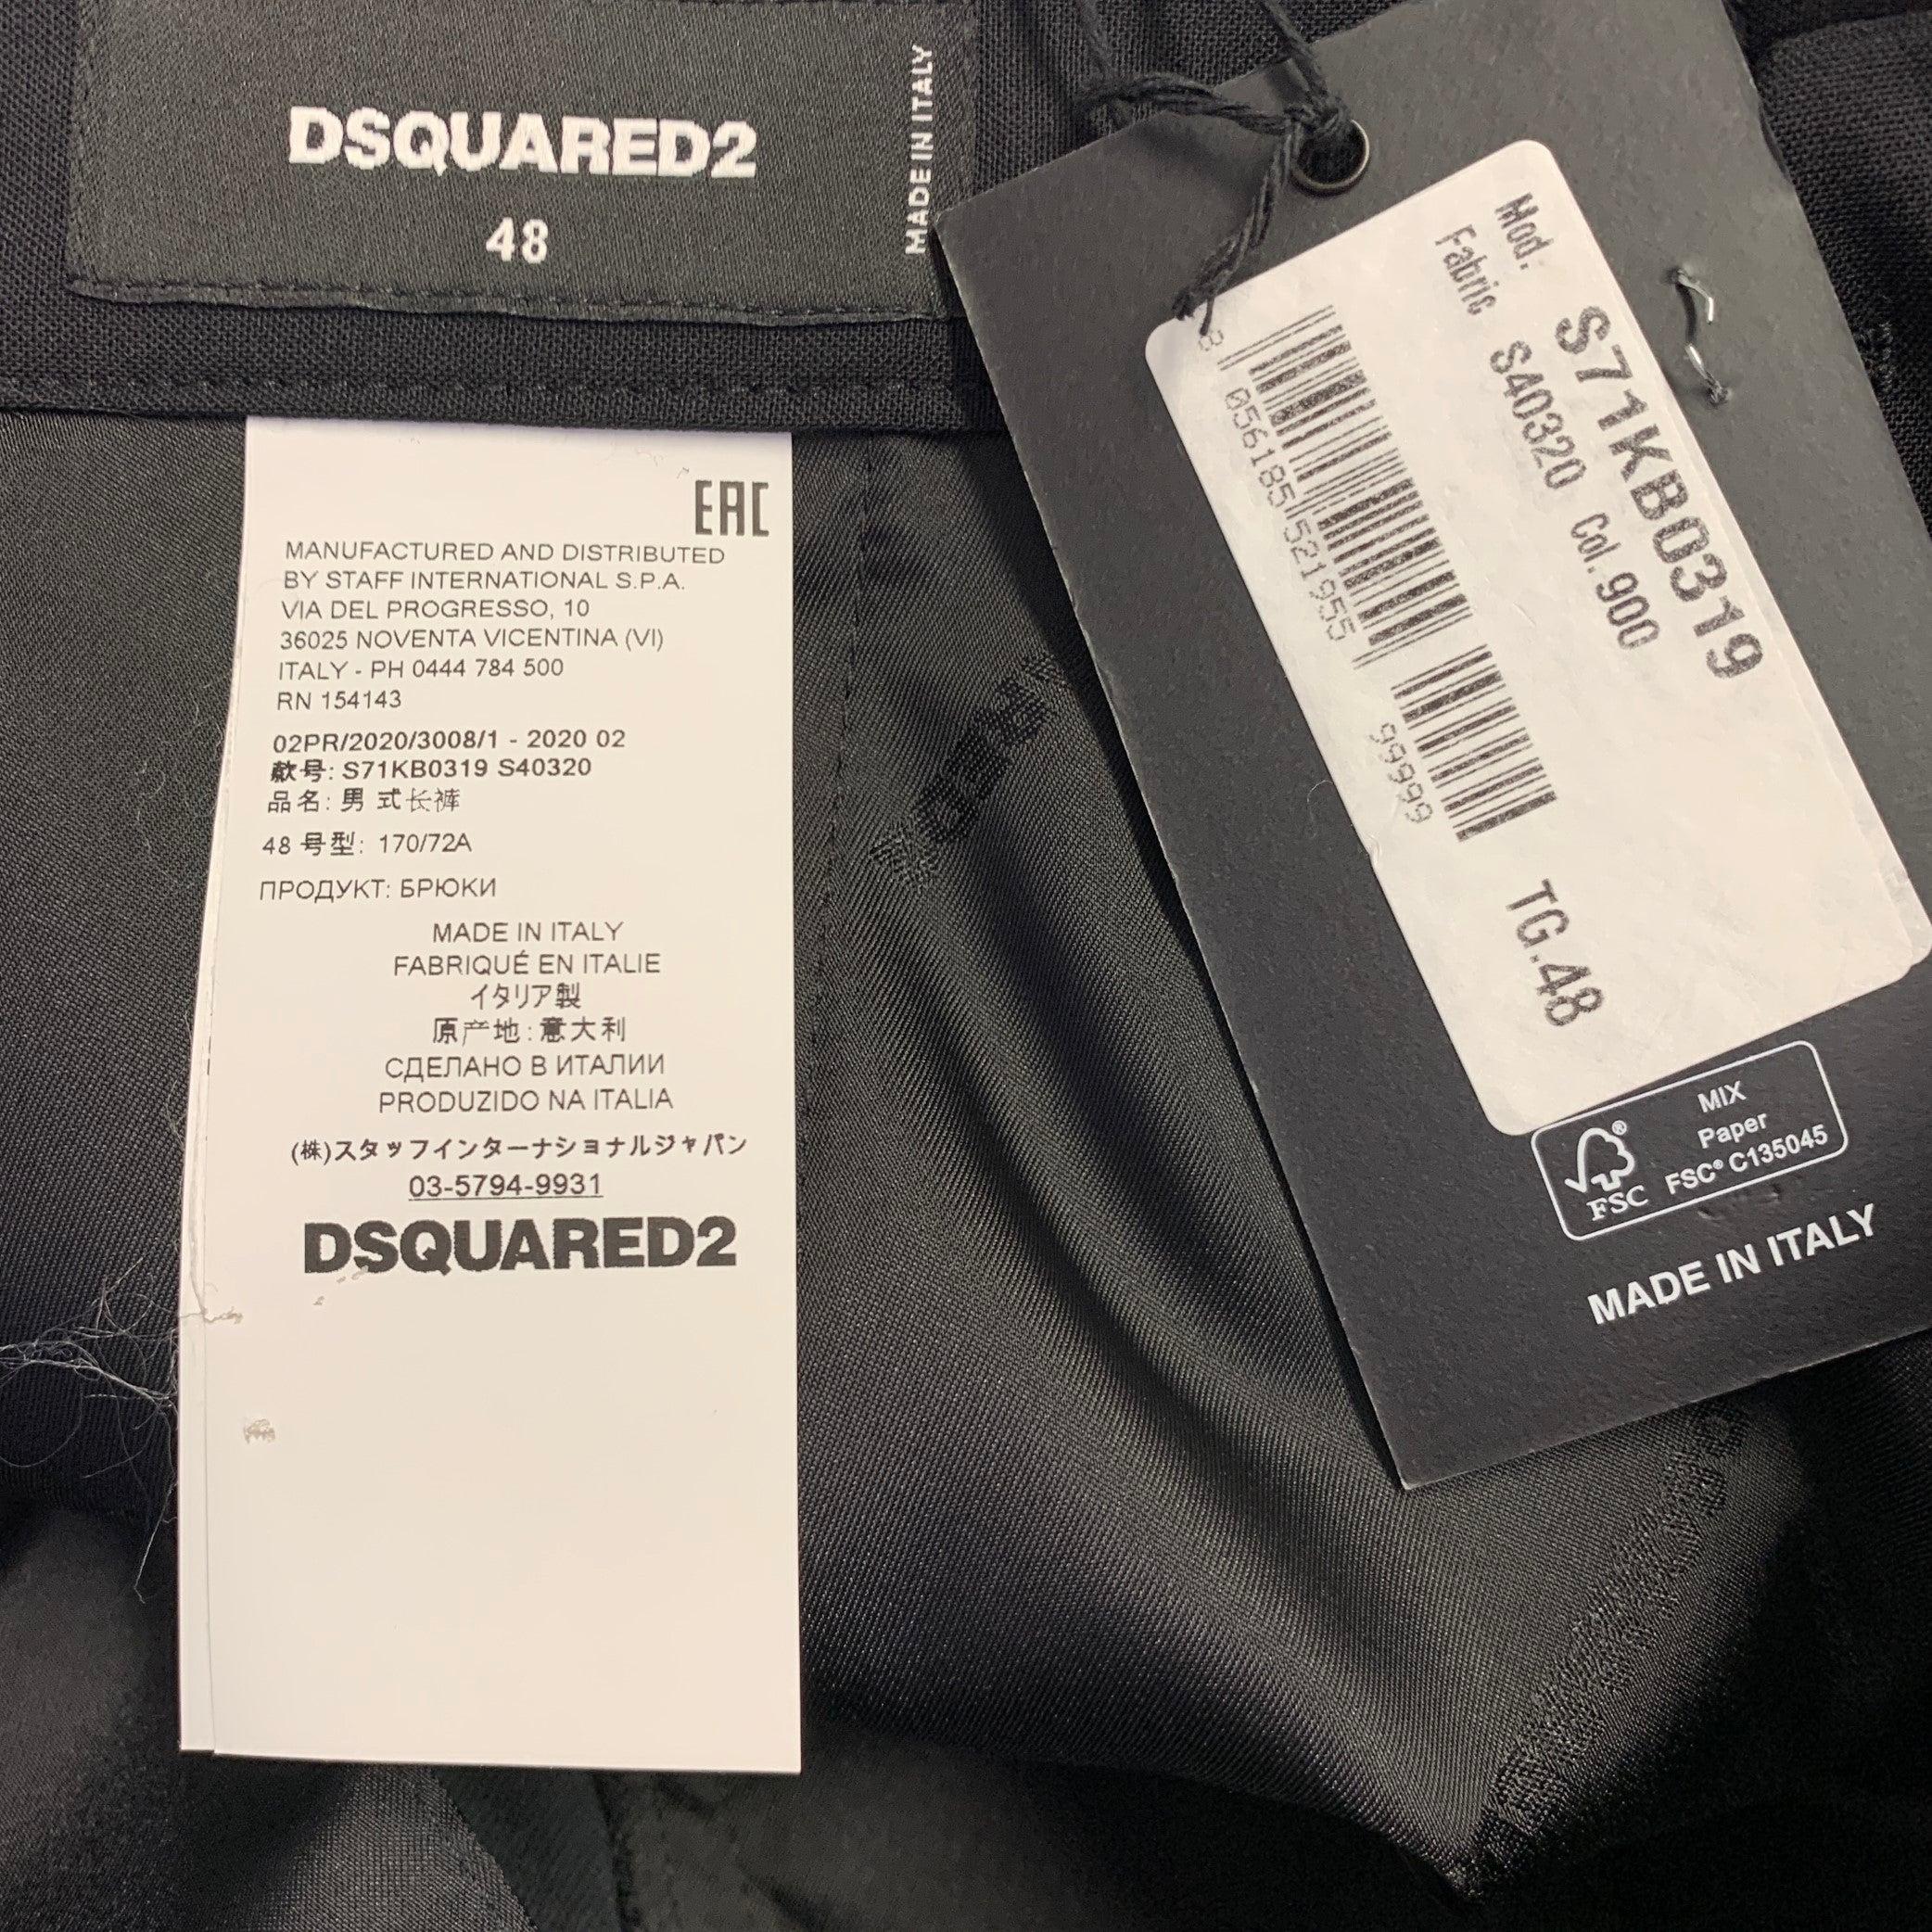 DSQUARED2
48
MADE IN ITALY
EAC
MANUFACTURED AND DISTRIBUTED
BY STAFF INTERNATIONAL S.P.A.
VIA DEL PROGRESSO, 10
36025 NOVENTA VICENTINA (VI)
ITALY - PH 0444 784 500
RN 154143
02PR/2020/3008/1 - 2020 02
款号: S71KB0319 S40320
品名: 男 式长裤
48 号型: 170/72A
ПРОДУКТ: БРЮКИ
MADE IN ITALY
FABRIQUÉ EN ITALIE
イタリア製
原产地: 意大利
СДЕЛАНО В ИТАЛИИ
PRODUZIDO NA ITALIA
(株)スタッフインターナショナルジャパン
03-5794-9931
DSQUARED2
Mod. S71KB0319
Fabric S40320 Col. 900
8 056185 521955
99999
TG. 48
FSC®
MIX
Paper
FSC® C135045
MADE IN ITALY